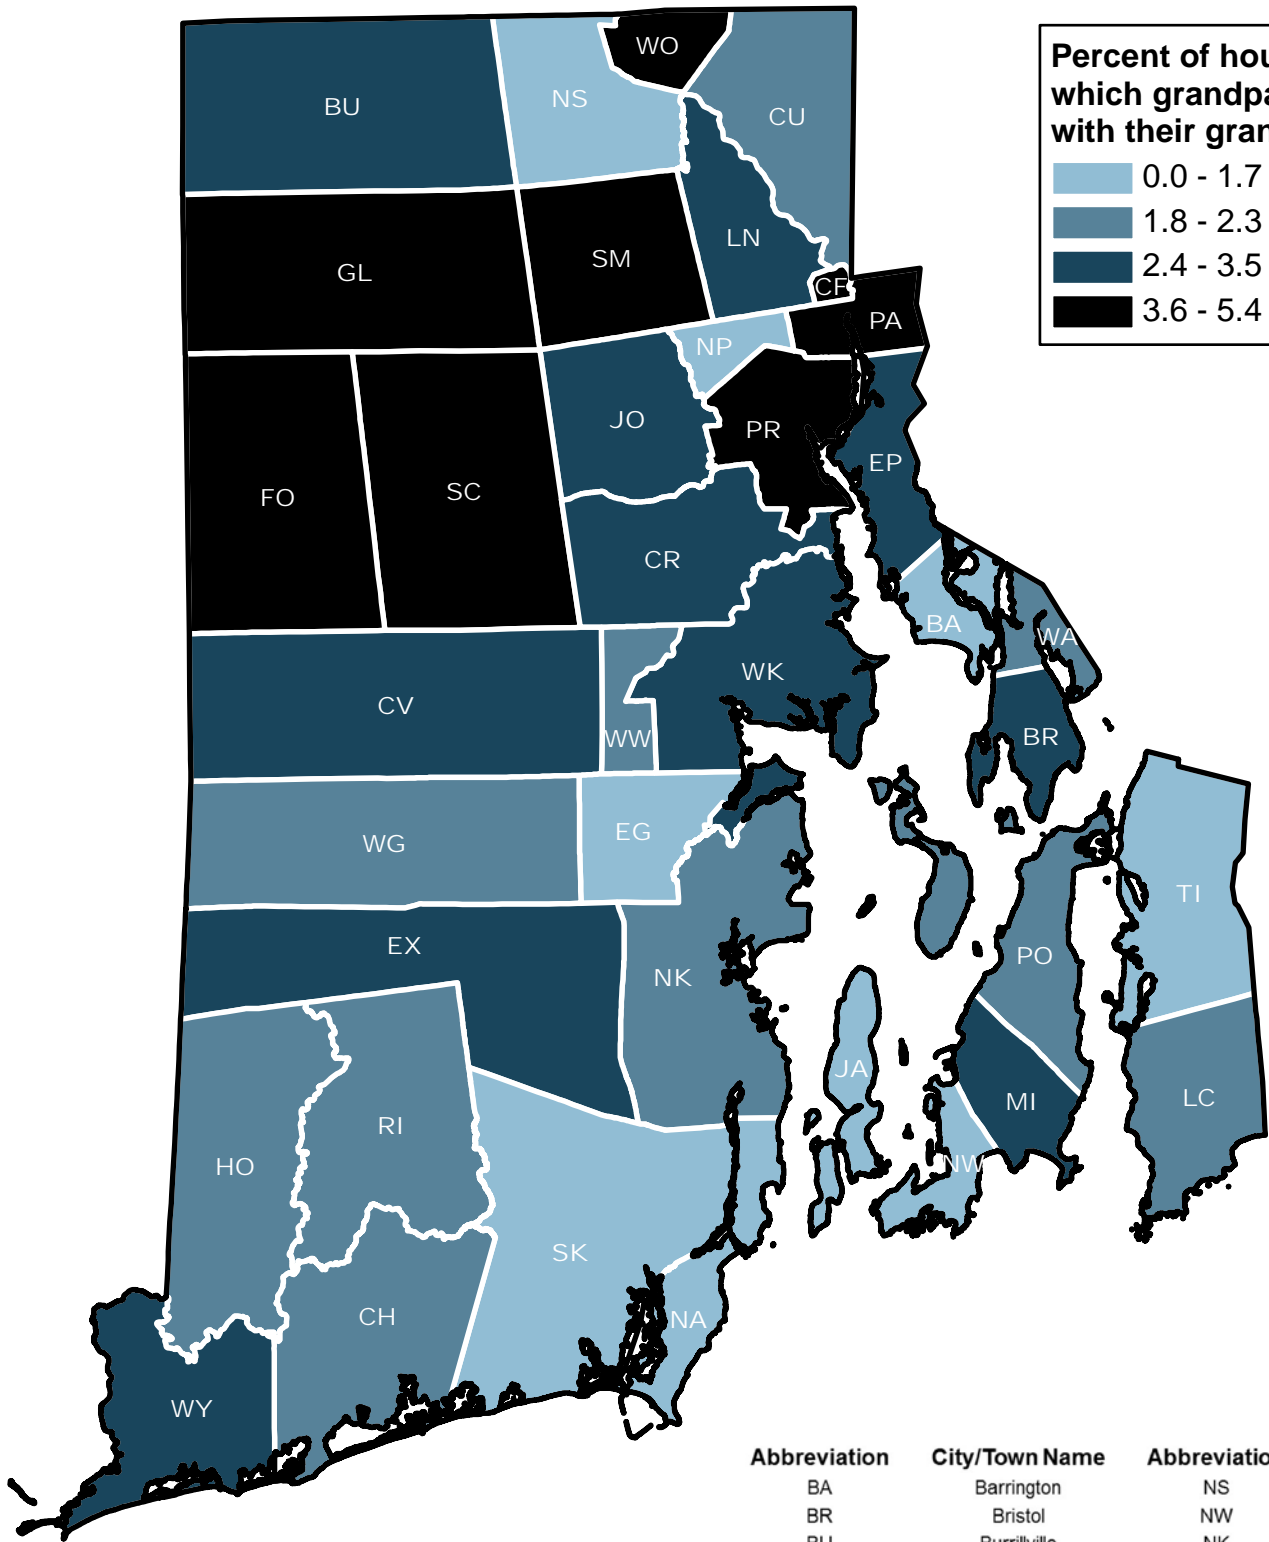 WO
BU
NS
CU
Percent of hou
which grandpa
with their gran
0.0 - 1.7
1.8 - 2.3
2.4 - 3.5
3.6 - 5.4
LN
SM
GL
CF
PA
NP
JO
PR
EP
FO
SC
CR
BA
WA
WK
CV
WW
BR
WG
EG
TI
EX
PO
NK
JA
MI
LC
RI
HO
NW
SK
CH
NA
WY
Abbreviation City/Town Name Abbreviatio
BA Barrington NS
BR Bristol NW
BU Burrillville NK